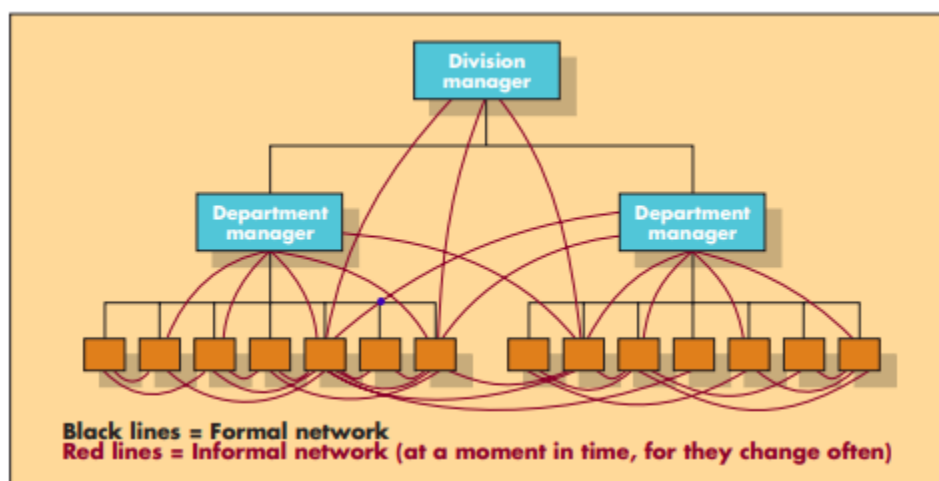 Division
manager
Department
manager
Department
manager
Black lines = Formal network
Red lines = Informal network (at a moment in time, for they change often)